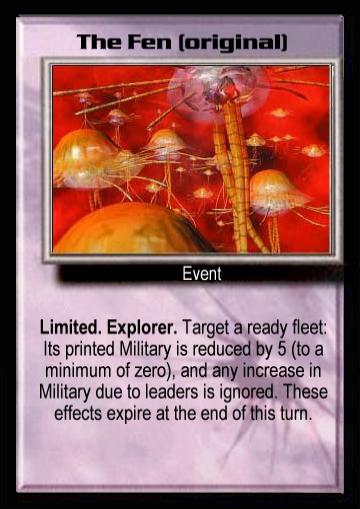 The Fen (original)
Event
Limited. Explorer. Target a ready fleet:
Its printed Military is reduced by 5 (to a
minimum of zero), and any increase in
Military due to leaders is ignored. These
effects expire at the end of this turn.